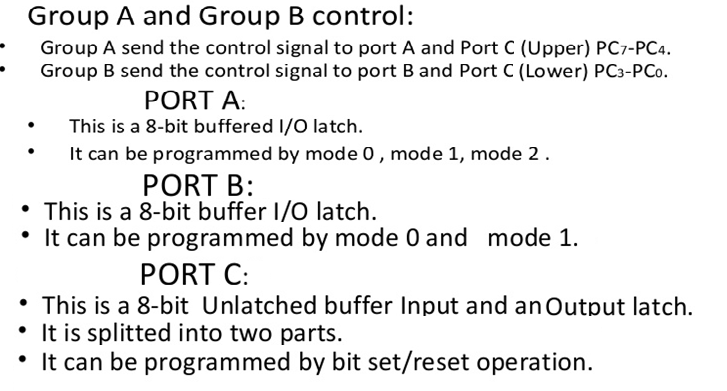 Group A and Group B control:
• Group A send the control signal to port A and Port C (Upper) PC7-PC4.
• Group B send the control signal to port B and Port C (Lower) PC3-PC0.
PORT A:
• This is a 8-bit buffered I/O latch.
• It can be programmed by mode 0 , mode 1, mode 2 .
PORT B:
• This is a 8-bit buffer I/O latch.
• It can be programmed by mode 0 and mode 1.
PORT C:
• This is a 8-bit Unlatched buffer Input and an Output latch.
• It is splitted into two parts.
• It can be programmed by bit set/reset operation.